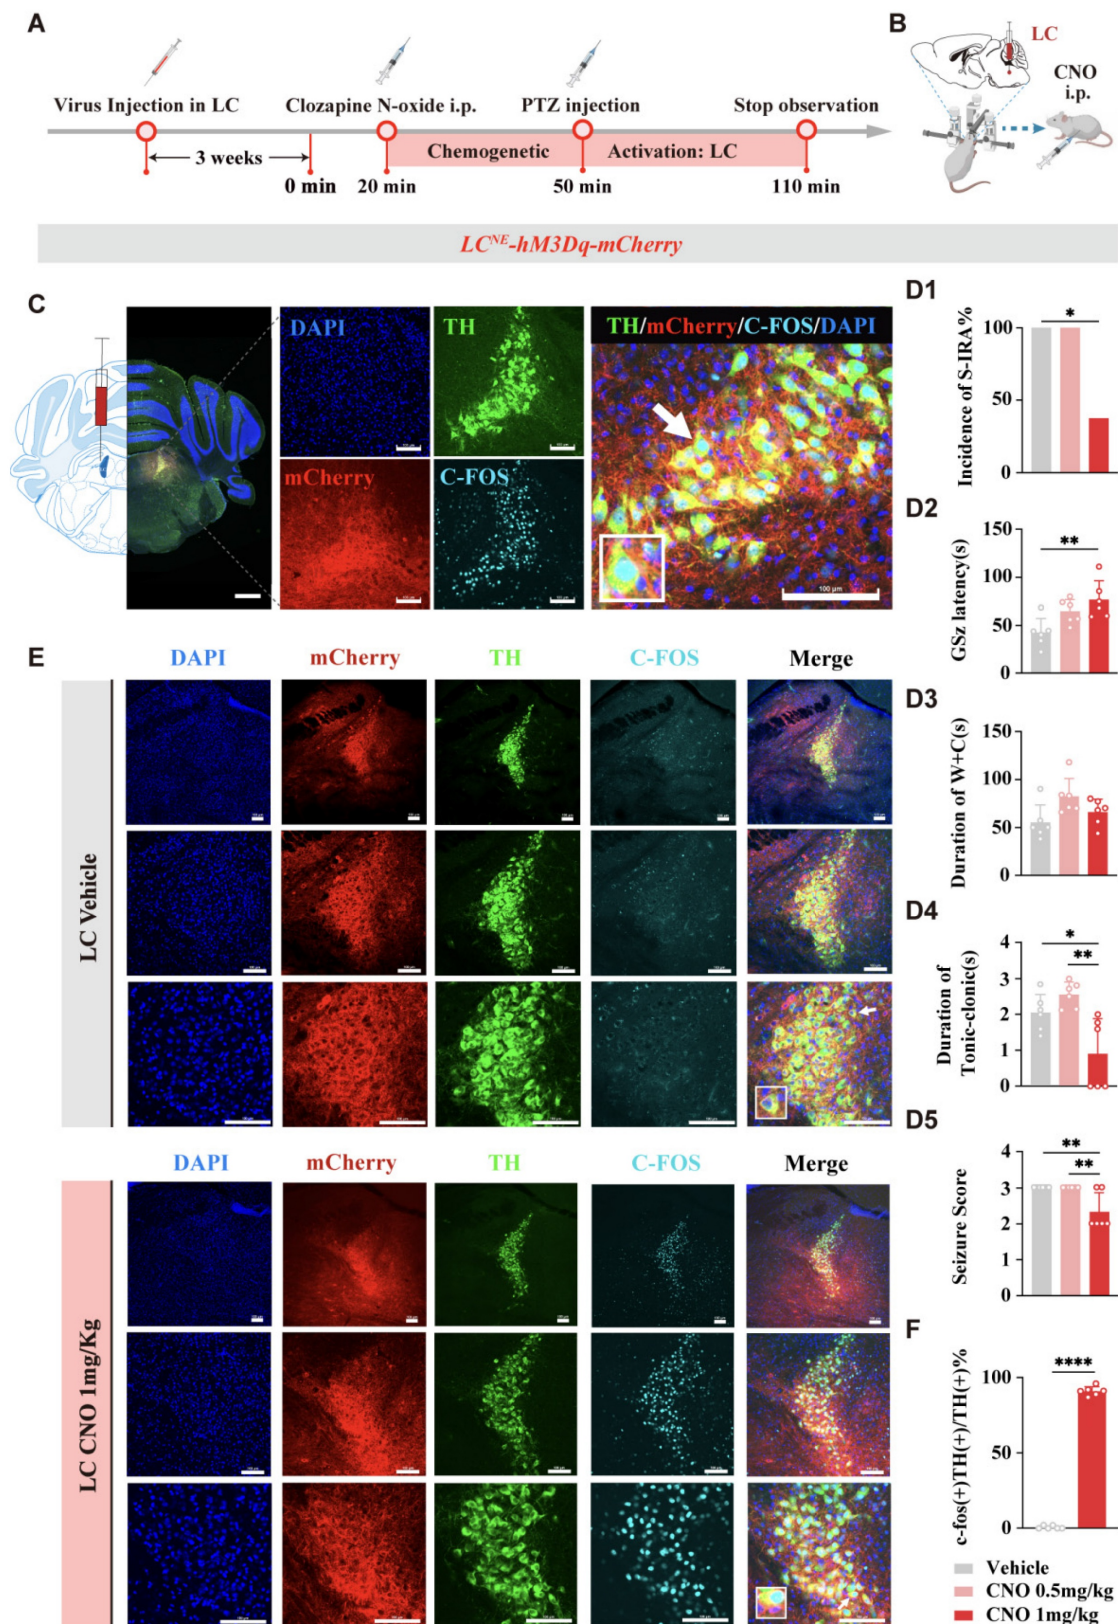 A
Virus Injection in LC
Clozapine N-oxide i.p.
PTZ injection
Stop observation
3 weeks
Chemogenetic
Activation: LC
0 min
20 min
50 min
110 min
B
LC
CNO
i.p.
LC^NE-hM3Dq-mCherry
C
DAPI
TH
mCherry
C-FOS
TH/mCherry/C-FOS/DAPI
100 μm
D1
*
Incidence of S-IRA%
100
50
0
D2
**
GSz latency(s)
150
100
50
0
D3
Duration of W+C(s)
150
100
50
0
D4
*
**
Duration of
Tonic-clonic(s)
4
3
2
1
0
D5
**
**
Seizure Score
4
3
2
1
0
E
DAPI
mCherry
TH
C-FOS
Merge
LC Vehicle
DAPI
mCherry
TH
C-FOS
Merge
LC CNO 1mg/Kg
F
****
c-fos(+)TH(+)/TH(+)%
100
50
0
Vehicle
CNO 0.5mg/kg
CNO 1mg/kg